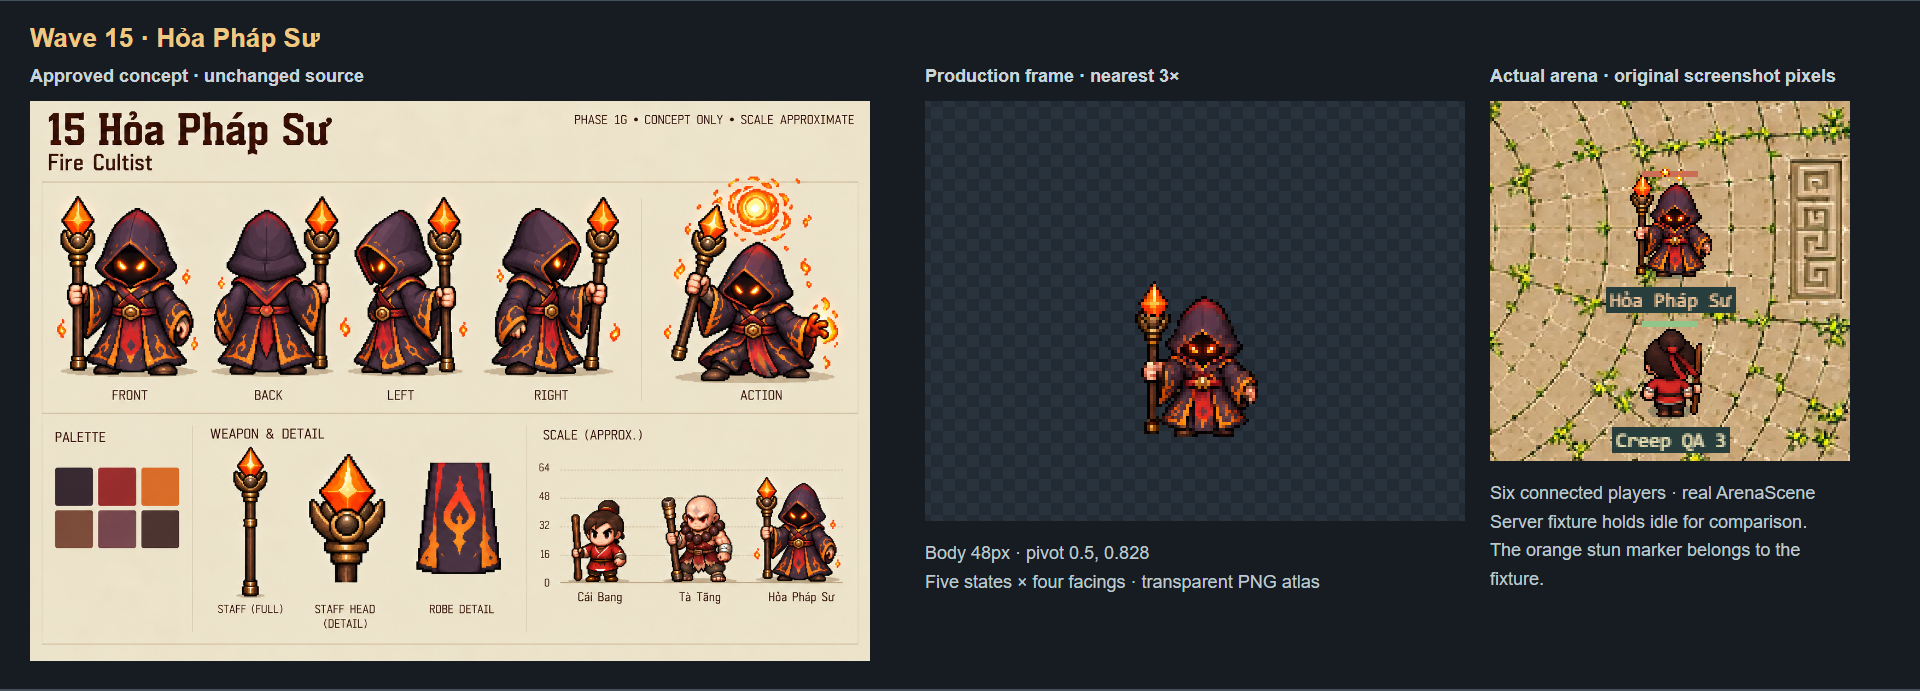 Wave 15 · Hỏa Pháp Sư
Approved concept · unchanged source
15 Hỏa Pháp Sư
Fire Cultist
PHASE 1G • CONCEPT ONLY • SCALE APPROXIMATE
FRONT
BACK
LEFT
RIGHT
ACTION
PALETTE
WEAPON & DETAIL
STAFF (FULL)
STAFF HEAD
(DETAIL)
ROBE DETAIL
SCALE (APPROX.)
64
48
32
16
0
Cái Bang
Tà Tăng
Hỏa Pháp Sư
Production frame · nearest 3×
Body 48px · pivot 0.5, 0.828
Five states × four facings · transparent PNG atlas
Actual arena · original screenshot pixels
Hỏa Pháp Sư
Creep QA 3
Six connected players · real ArenaScene
Server fixture holds idle for comparison.
The orange stun marker belongs to the
fixture.